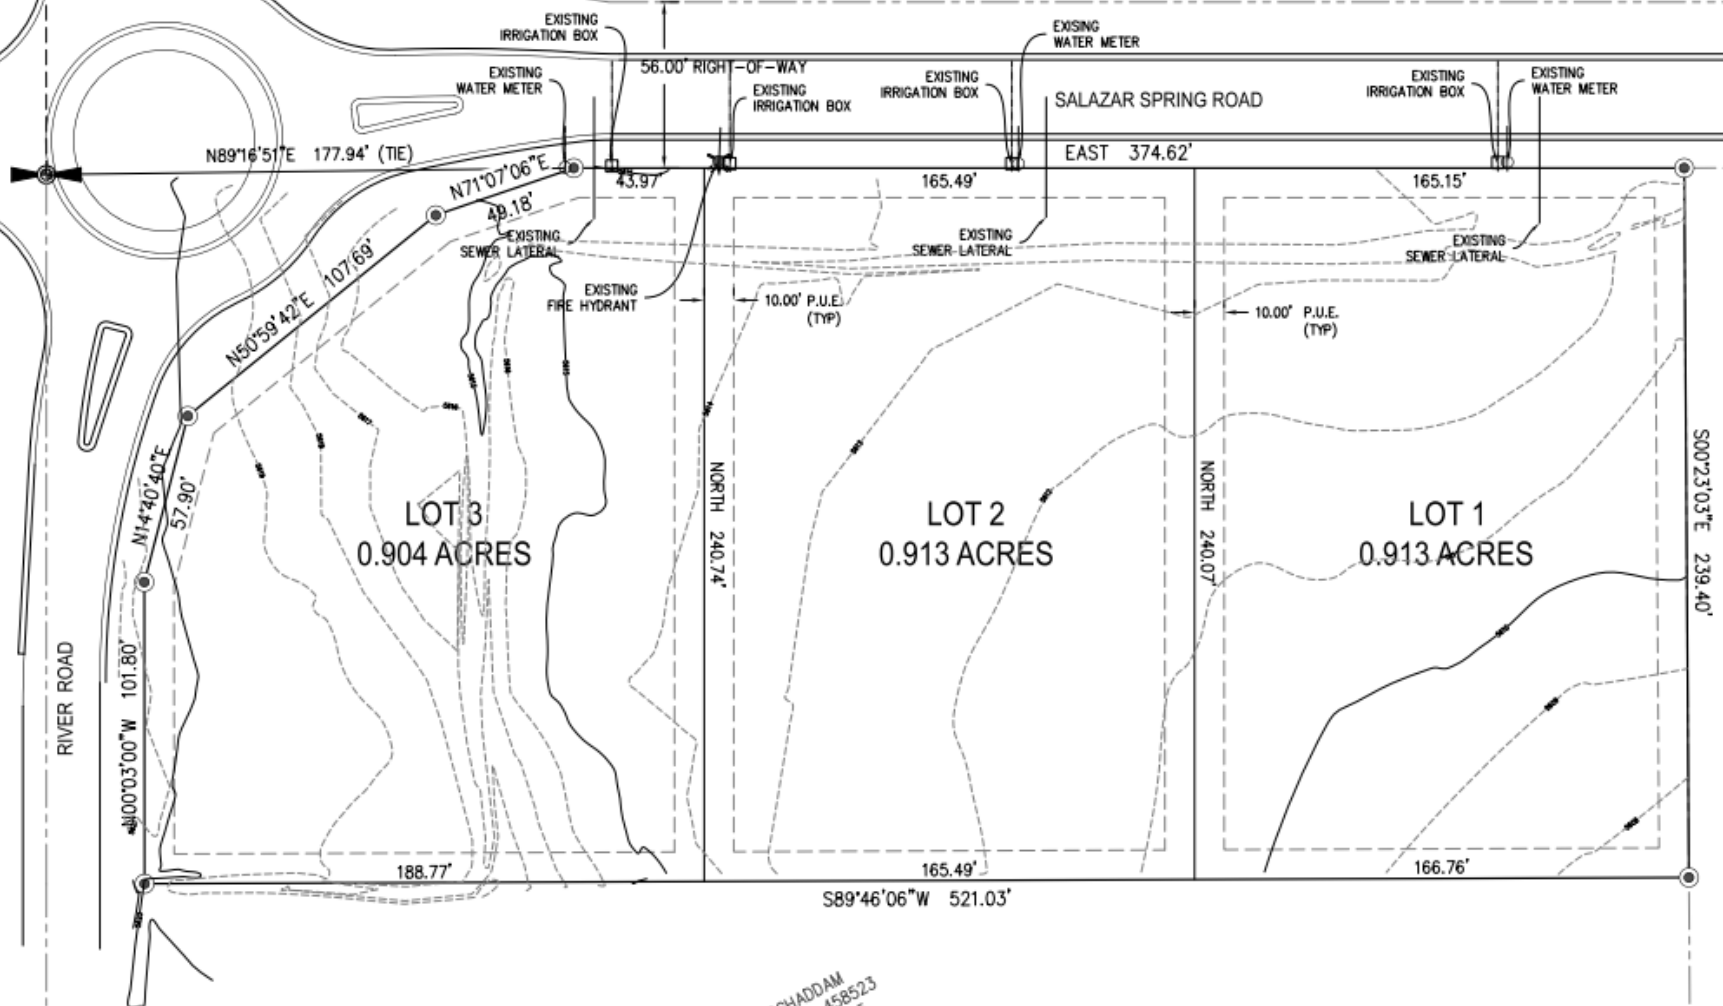 EXISTING
IRRIGATION BOX
EXISTING
WATER METER
56.00' RIGHT-OF-WAY
EXISTING
IRRIGATION BOX
EXISTING
IRRIGATION BOX
EXISING
WATER METER
SALAZAR SPRING ROAD
EXISTING
IRRIGATION BOX
EXISTING
WATER METER
N89°16'51"E 177.94' (TIE)
N71°07'06"E
49.18'
43.97'
165.49'
EAST 374.62'
165.15'
EXISTING
SEWER LATERAL
EXISTING
SEWER LATERAL
EXISTING
SEWER LATERAL
N50°59'42"E 107.69'
EXISTING
FIRE HYDRANT
10.00' P.U.E.
(TYP)
10.00' P.U.E.
(TYP)
N14°40'40"E
57.90'
LOT 3
0.904 ACRES
NORTH 240.74'
LOT 2
0.913 ACRES
NORTH 240.07'
LOT 1
0.913 ACRES
S00°23'03"E 239.40'
RIVER ROAD
N00°03'00"W 101.80'
188.77'
165.49'
166.76'
S89°46'06"W 521.03'
SHADDAM
458523